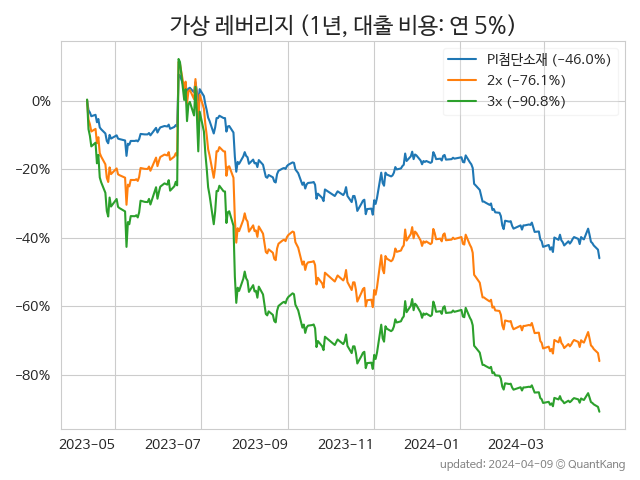 가상 레버리지 (1년, 대출 비용: 연 5%)
PI첨단소재 (−46.0%)
2x (−76.1%)
3x (−90.8%)
0%
−20%
−40%
−60%
−80%
2023-05 2023-07 2023-09 2023-11 2024-01 2024-03
updated: 2024-04-09 © QuantKang